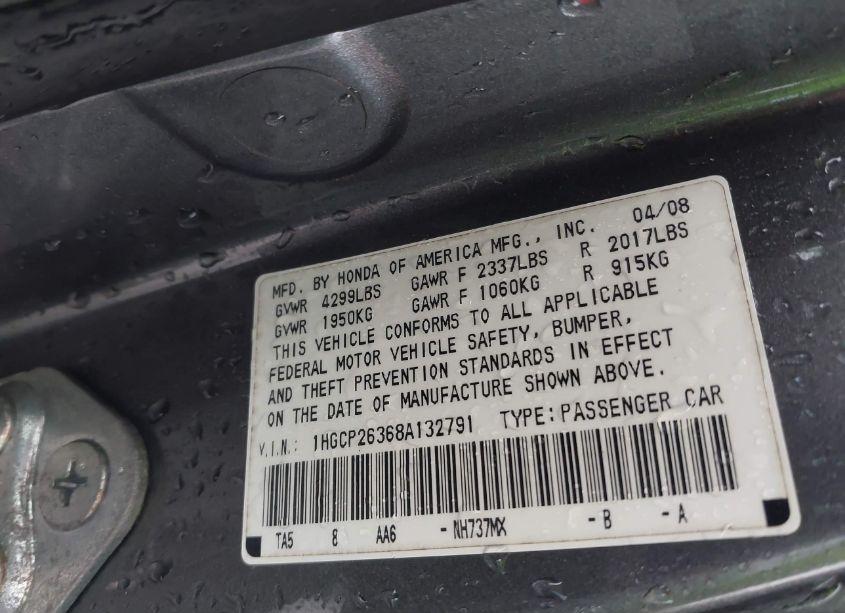 MFD. BY HONDA OF AMERICA MFG., INC. 04/08
GVWR 4299LBS GAWR F 2337LBS R 2017LBS
GVWR 1950KG GAWR F 1060KG R 915KG
THIS VEHICLE CONFORMS TO ALL APPLICABLE
FEDERAL MOTOR VEHICLE SAFETY, BUMPER,
AND THEFT PREVENTION STANDARDS IN EFFECT
ON THE DATE OF MANUFACTURE SHOWN ABOVE.
V.I.N.: 1HGCP26368A132791 TYPE: PASSENGER CAR
TA5 8 AA6 -NH737MX -B -A